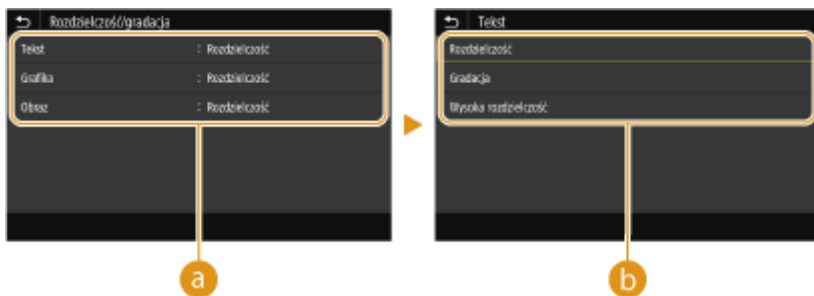 Rozdzielczość/gradacja
Tekst : Rozdzielczość
Grafika : Rozdzielczość
Obraz : Rozdzielczość
a
Tekst
Rozdzielczość
Gradacja
Wysoka rozdzielczość
b